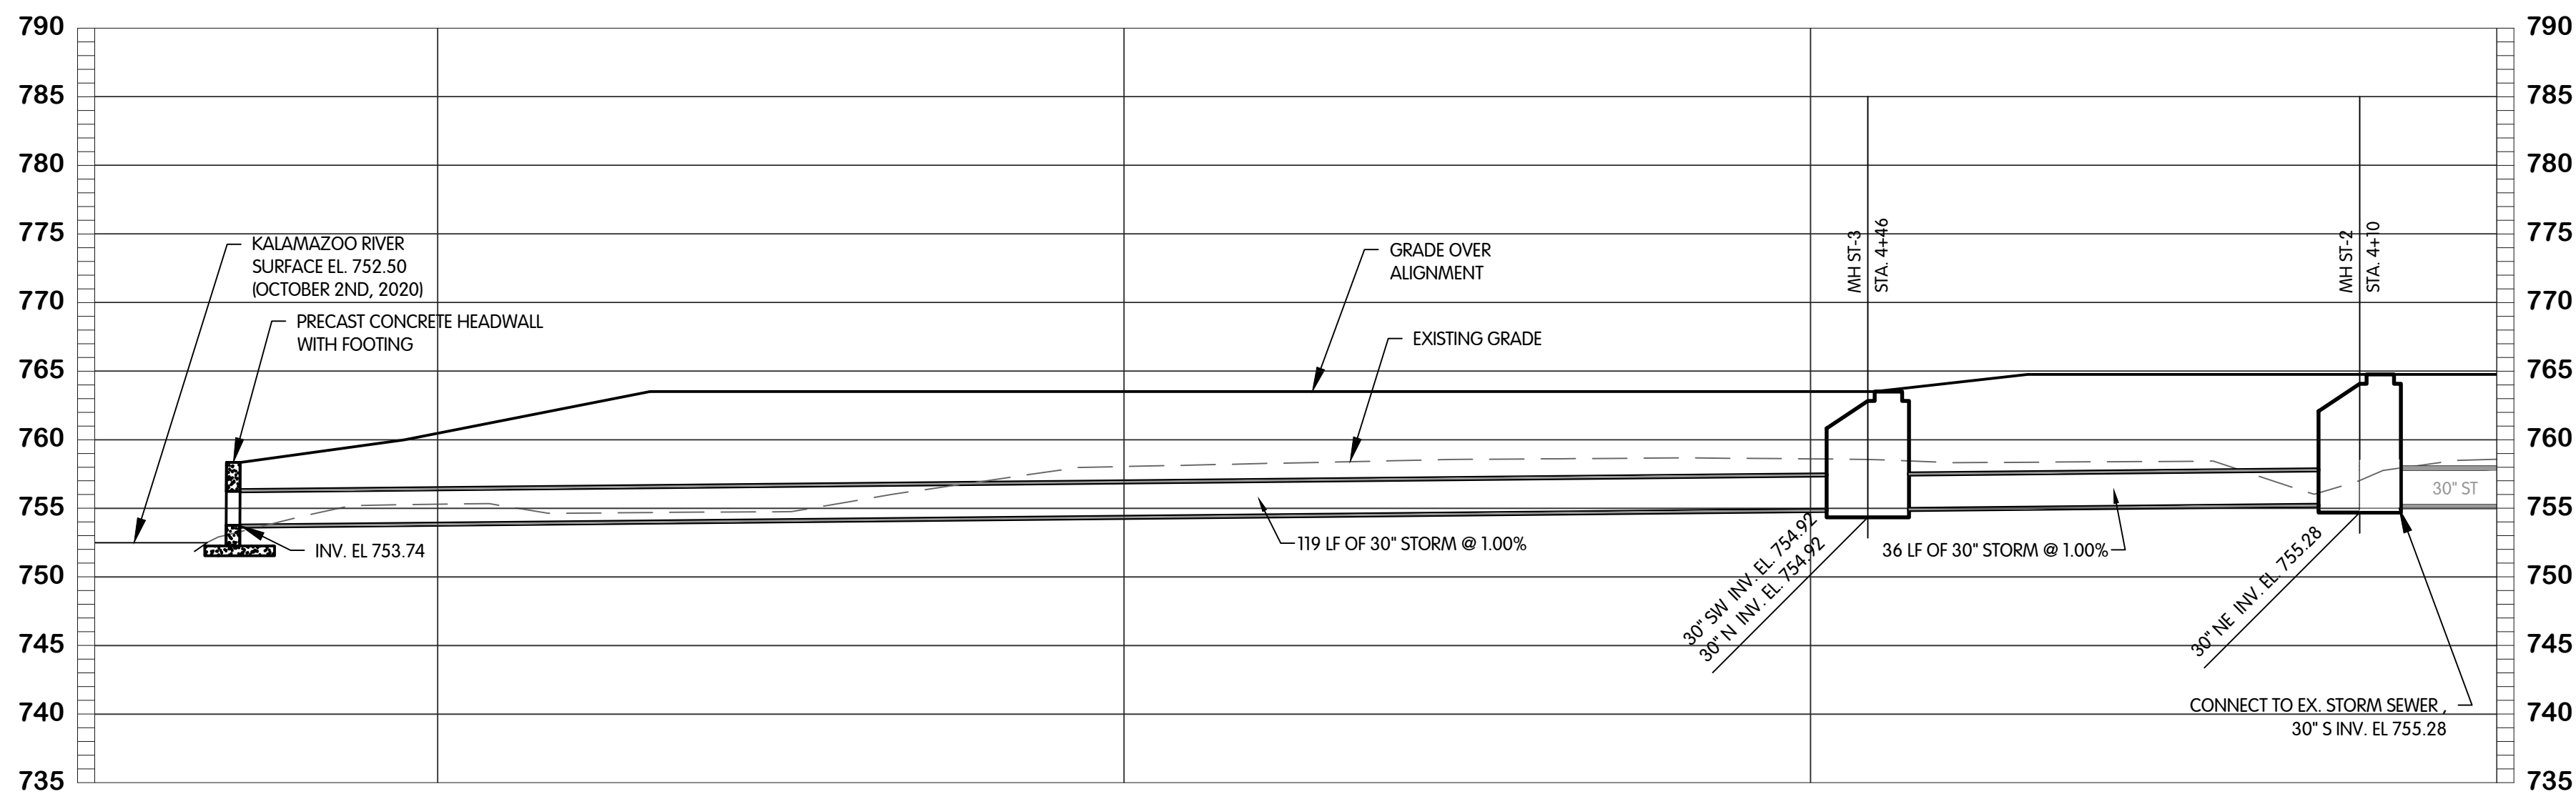 790
785
780
775
770
765
760
755
750
745
740
735
KALAMAZOO RIVER
SURFACE EL. 752.50
(OCTOBER 2ND, 2020)
PRECAST CONCRETE HEADWALL
WITH FOOTING
INV. EL 753.74
GRADE OVER
ALIGNMENT
EXISTING GRADE
119 LF OF 30" STORM @ 1.00%
MH ST-3
STA. 4+46
30" SW INV. EL. 754.92
30" N INV. EL. 754.92
36 LF OF 30" STORM @ 1.00%
MH ST-2
STA. 4+10
30" NE INV. EL. 755.28
30" ST
CONNECT TO EX. STORM SEWER ,
30" S INV. EL 755.28
790
785
780
775
770
765
760
755
750
745
740
735